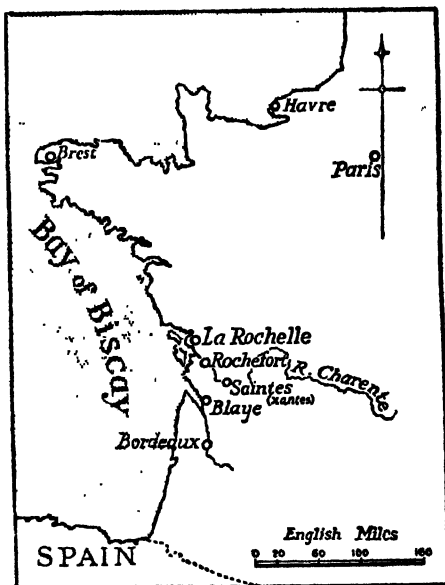 Havre
Brest
Paris
Bay of Biscay
La Rochelle
Rochefort
R. Charente
Saintes
(Xantes)
Blaye
Bordeaux
English Miles
0 20 60 100 160
SPAIN